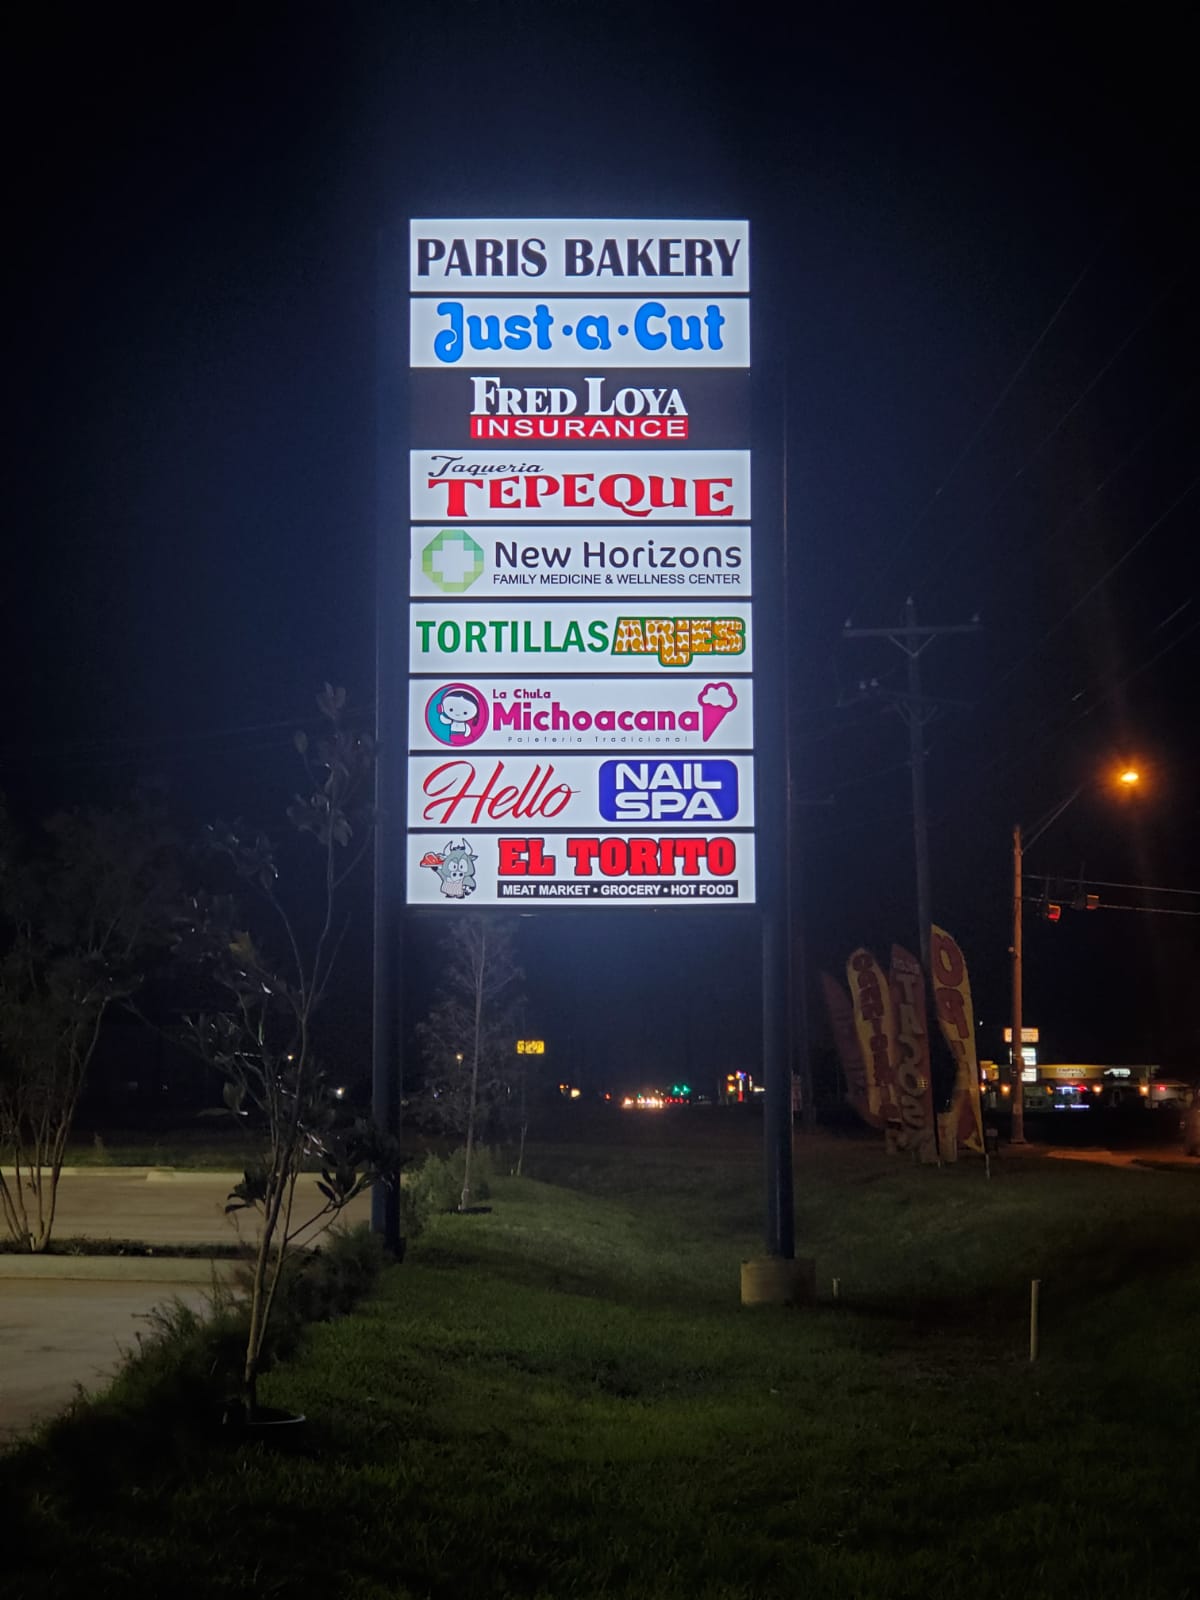 PARIS BAKERY
Just·a·Cut
FRED LOYA
INSURANCE
Taqueria
TEPEQUE
New Horizons
FAMILY MEDICINE & WELLNESS CENTER
TORTILLAS ARIES
La ChuLa
Michoacana
Paleteria Tradicional
Hello NAIL
SPA
EL TORITO
MEAT MARKET • GROCERY • HOT FOOD
TACOS